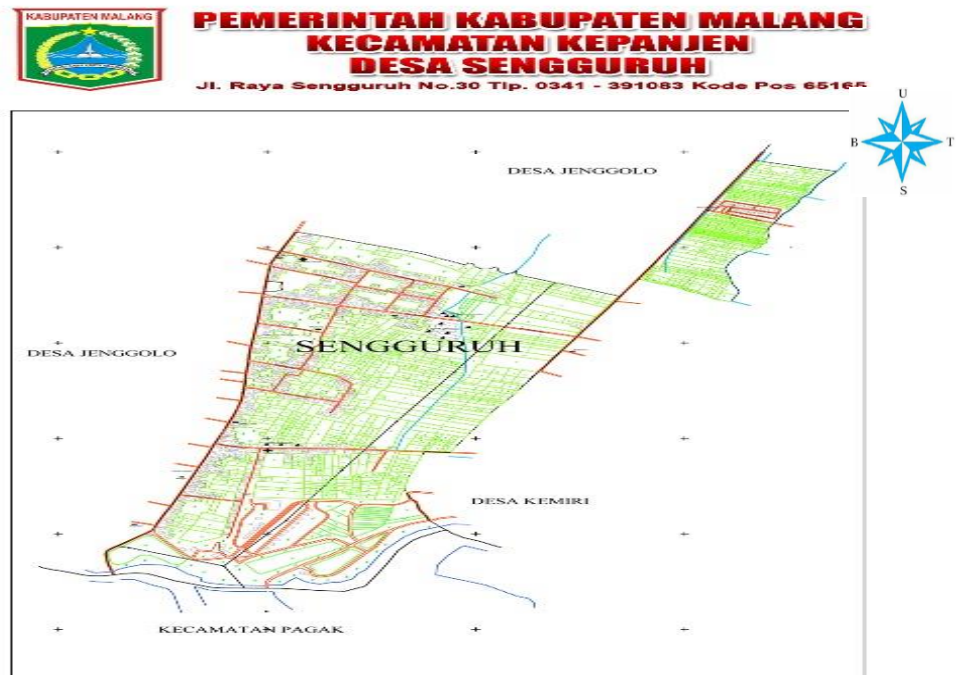 KABUPATEN MALANG
PEMERINTAH KABUPATEN MALANG
KECAMATAN KEPANJEN
DESA SENGGURUH
Jl. Raya Sengguruh No.30 Tlp. 0341 - 391083 Kode Pos 65165
U
B
T
S
DESA JENGGOLO
SENGGURUH
DESA JENGGOLO
DESA KEMIRI
KECAMATAN PAGAK